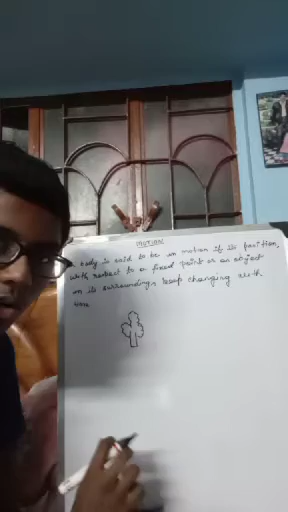 MOTION
body is said to be in motion if its position,
with respect to a fixed point or an object
in its surroundings keep changing with
time